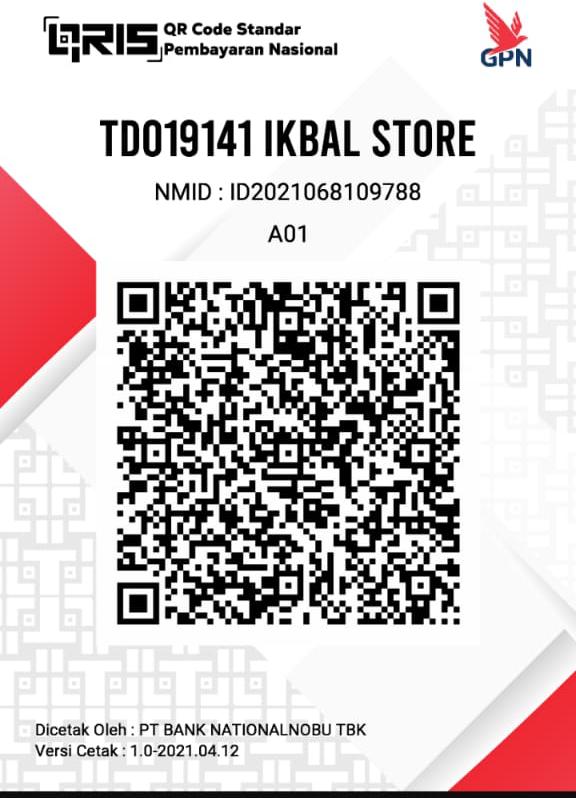 QRIS
QR Code Standar
Pembayaran Nasional
GPN
TD019141 IKBAL STORE
NMID : ID2021068109788
A01
Dicetak Oleh : PT BANK NATIONALNOBU TBK
Versi Cetak : 1.0-2021.04.12